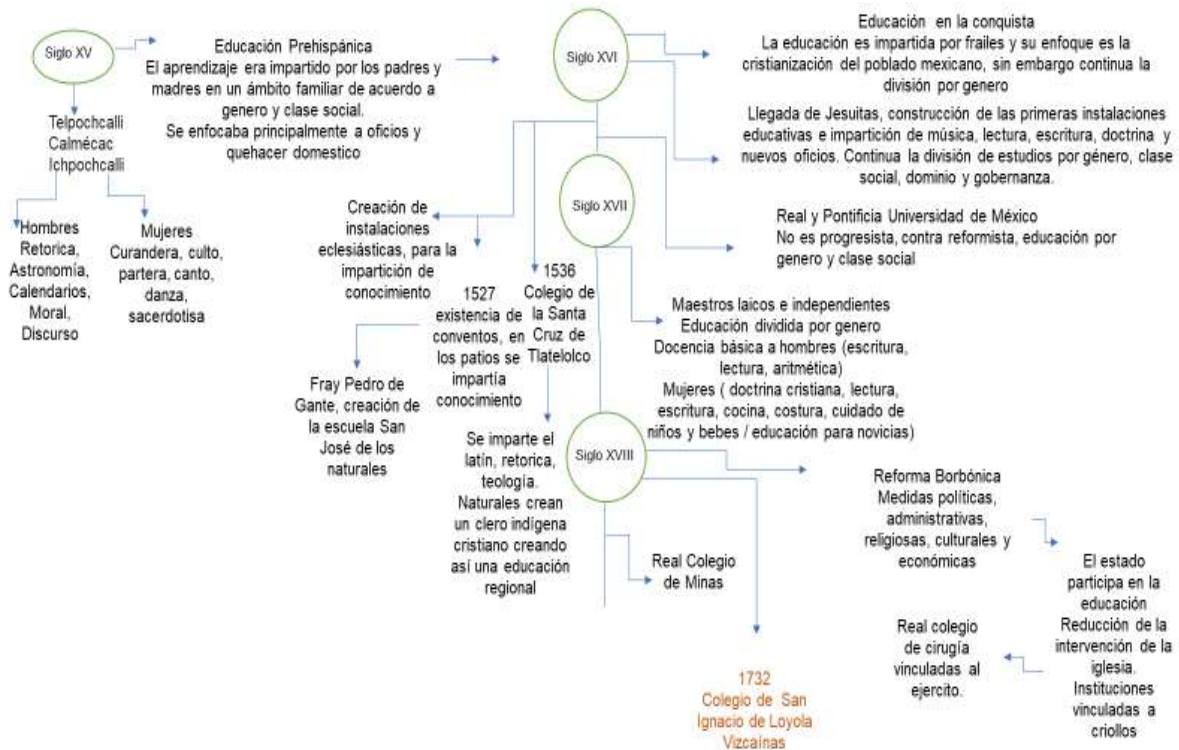 Siglo XV
Educación Prehispánica
El aprendizaje era impartido por los padres y
madres en un ámbito familiar de acuerdo a
genero y clase social.
Se enfocaba principalmente a oficios y
quehacer domestico
Telpochcalli
Calmécac
Ichpochcalli
Hombres
Retorica,
Astronomía,
Calendarios,
Moral,
Discurso
Mujeres
Curandera, culto,
partera, canto,
danza,
sacerdotisa
Siglo XVI
Educación en la conquista
La educación es impartida por frailes y su enfoque es la
cristianización del poblado mexicano, sin embargo continua la
división por genero
Llegada de Jesuitas, construcción de las primeras instalaciones
educativas e impartición de música, lectura, escritura, doctrina y
nuevos oficios. Continua la división de estudios por género, clase
social, dominio y gobernanza.
Real y Pontificia Universidad de México
No es progresista, contra reformista, educación por
genero y clase social
Creación de
instalaciones
eclesiásticas, para la
impartición de
conocimiento
1527
existencia de
conventos, en
los patios se
impartía
conocimiento
Fray Pedro de
Gante, creación de
la escuela San
José de los
naturales
1536
Colegio de
la Santa
Cruz de
Tlatelolco
Se imparte el
latín, retorica,
teología.
Naturales crean
un clero indígena
cristiano creando
así una educación
regional
Siglo XVII
Maestros laicos e independientes
Educación dividida por genero
Docencia básica a hombres (escritura,
lectura, aritmética)
Mujeres ( doctrina cristiana, lectura,
escritura, cocina, costura, cuidado de
niños y bebes / educación para novicias)
Siglo XVIII
Reforma Borbónica
Medidas políticas,
administrativas,
religiosas, culturales y
económicas
El estado
participa en la
educación
Reducción de la
intervención de la
iglesia.
Instituciones
vinculadas a
criollos
Real colegio
de cirugía
vinculadas al
ejercito.
Real Colegio
de Minas
1732
Colegio de San
Ignacio de Loyola
Vizcaínas